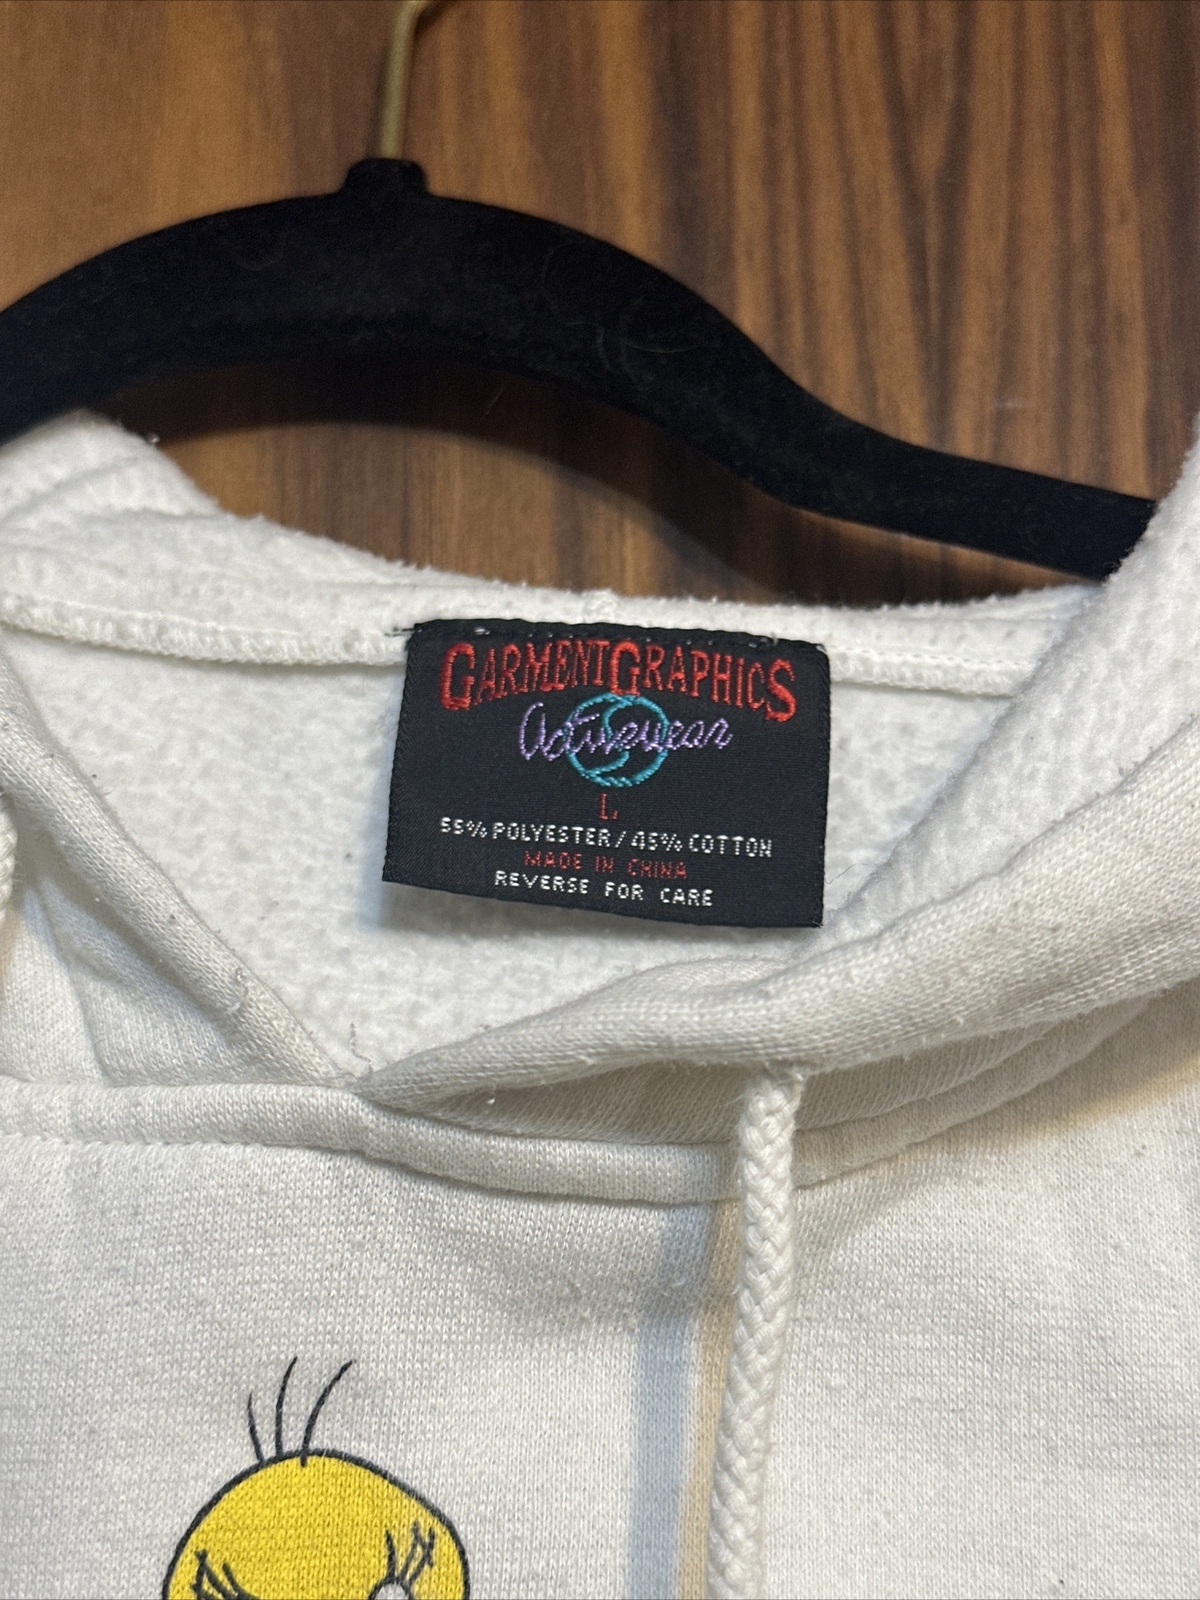 GARMENTGRAPHICS
Activewear
L
55% POLYESTER / 45% COTTON
MADE IN CHINA
REVERSE FOR CARE